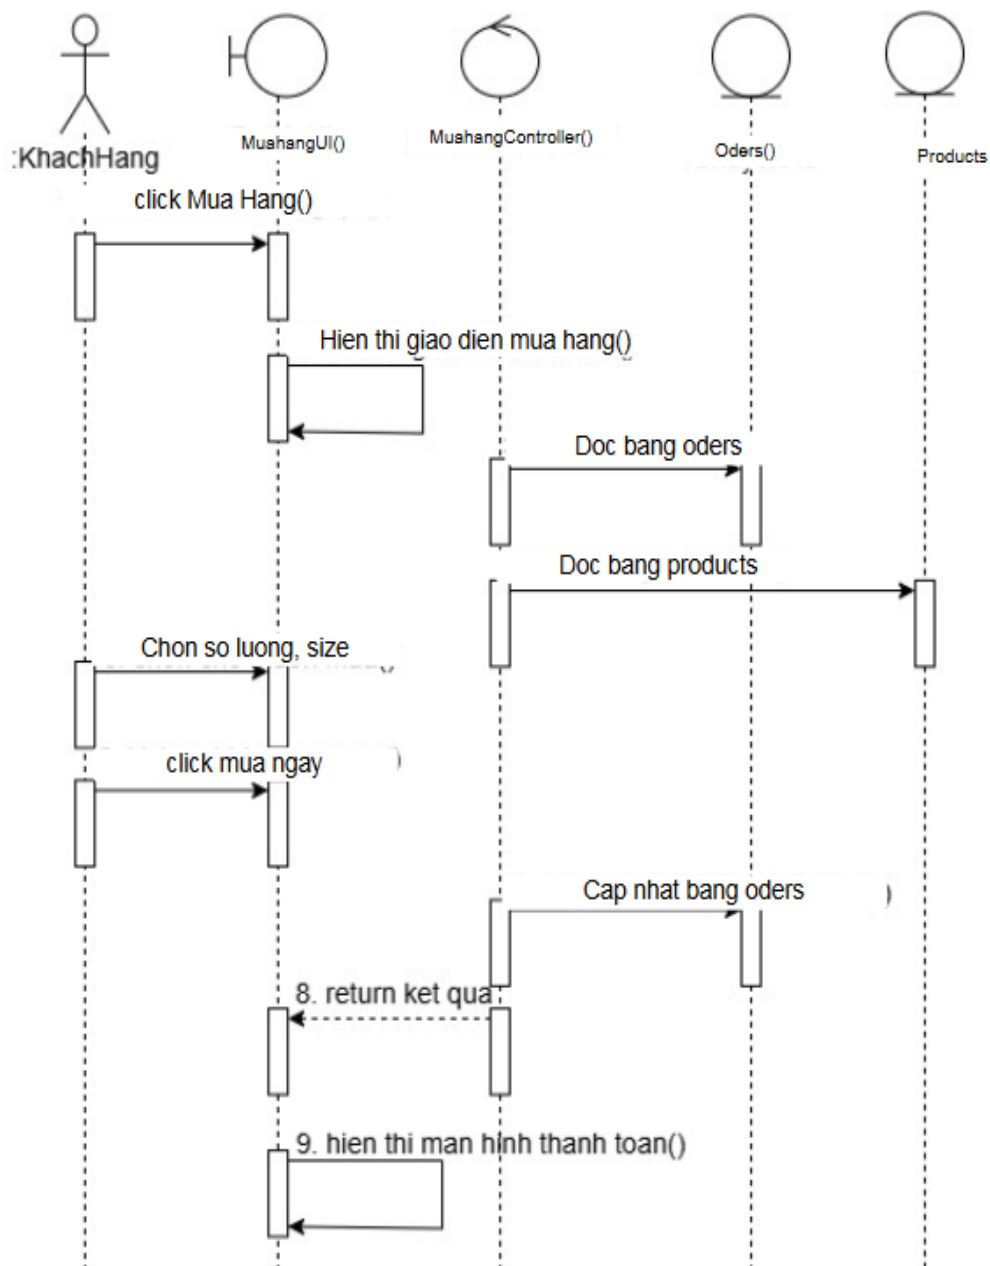 :KhachHang
MuahangUI()
MuahangController()
Oders()
Products
click Mua Hang()
Hien thi giao dien mua hang()
Doc bang oders
Doc bang products
Chon so luong, size
click mua ngay
)
Cap nhat bang oders
)
8. return ket qua
9. hien thi man hinh thanh toan()